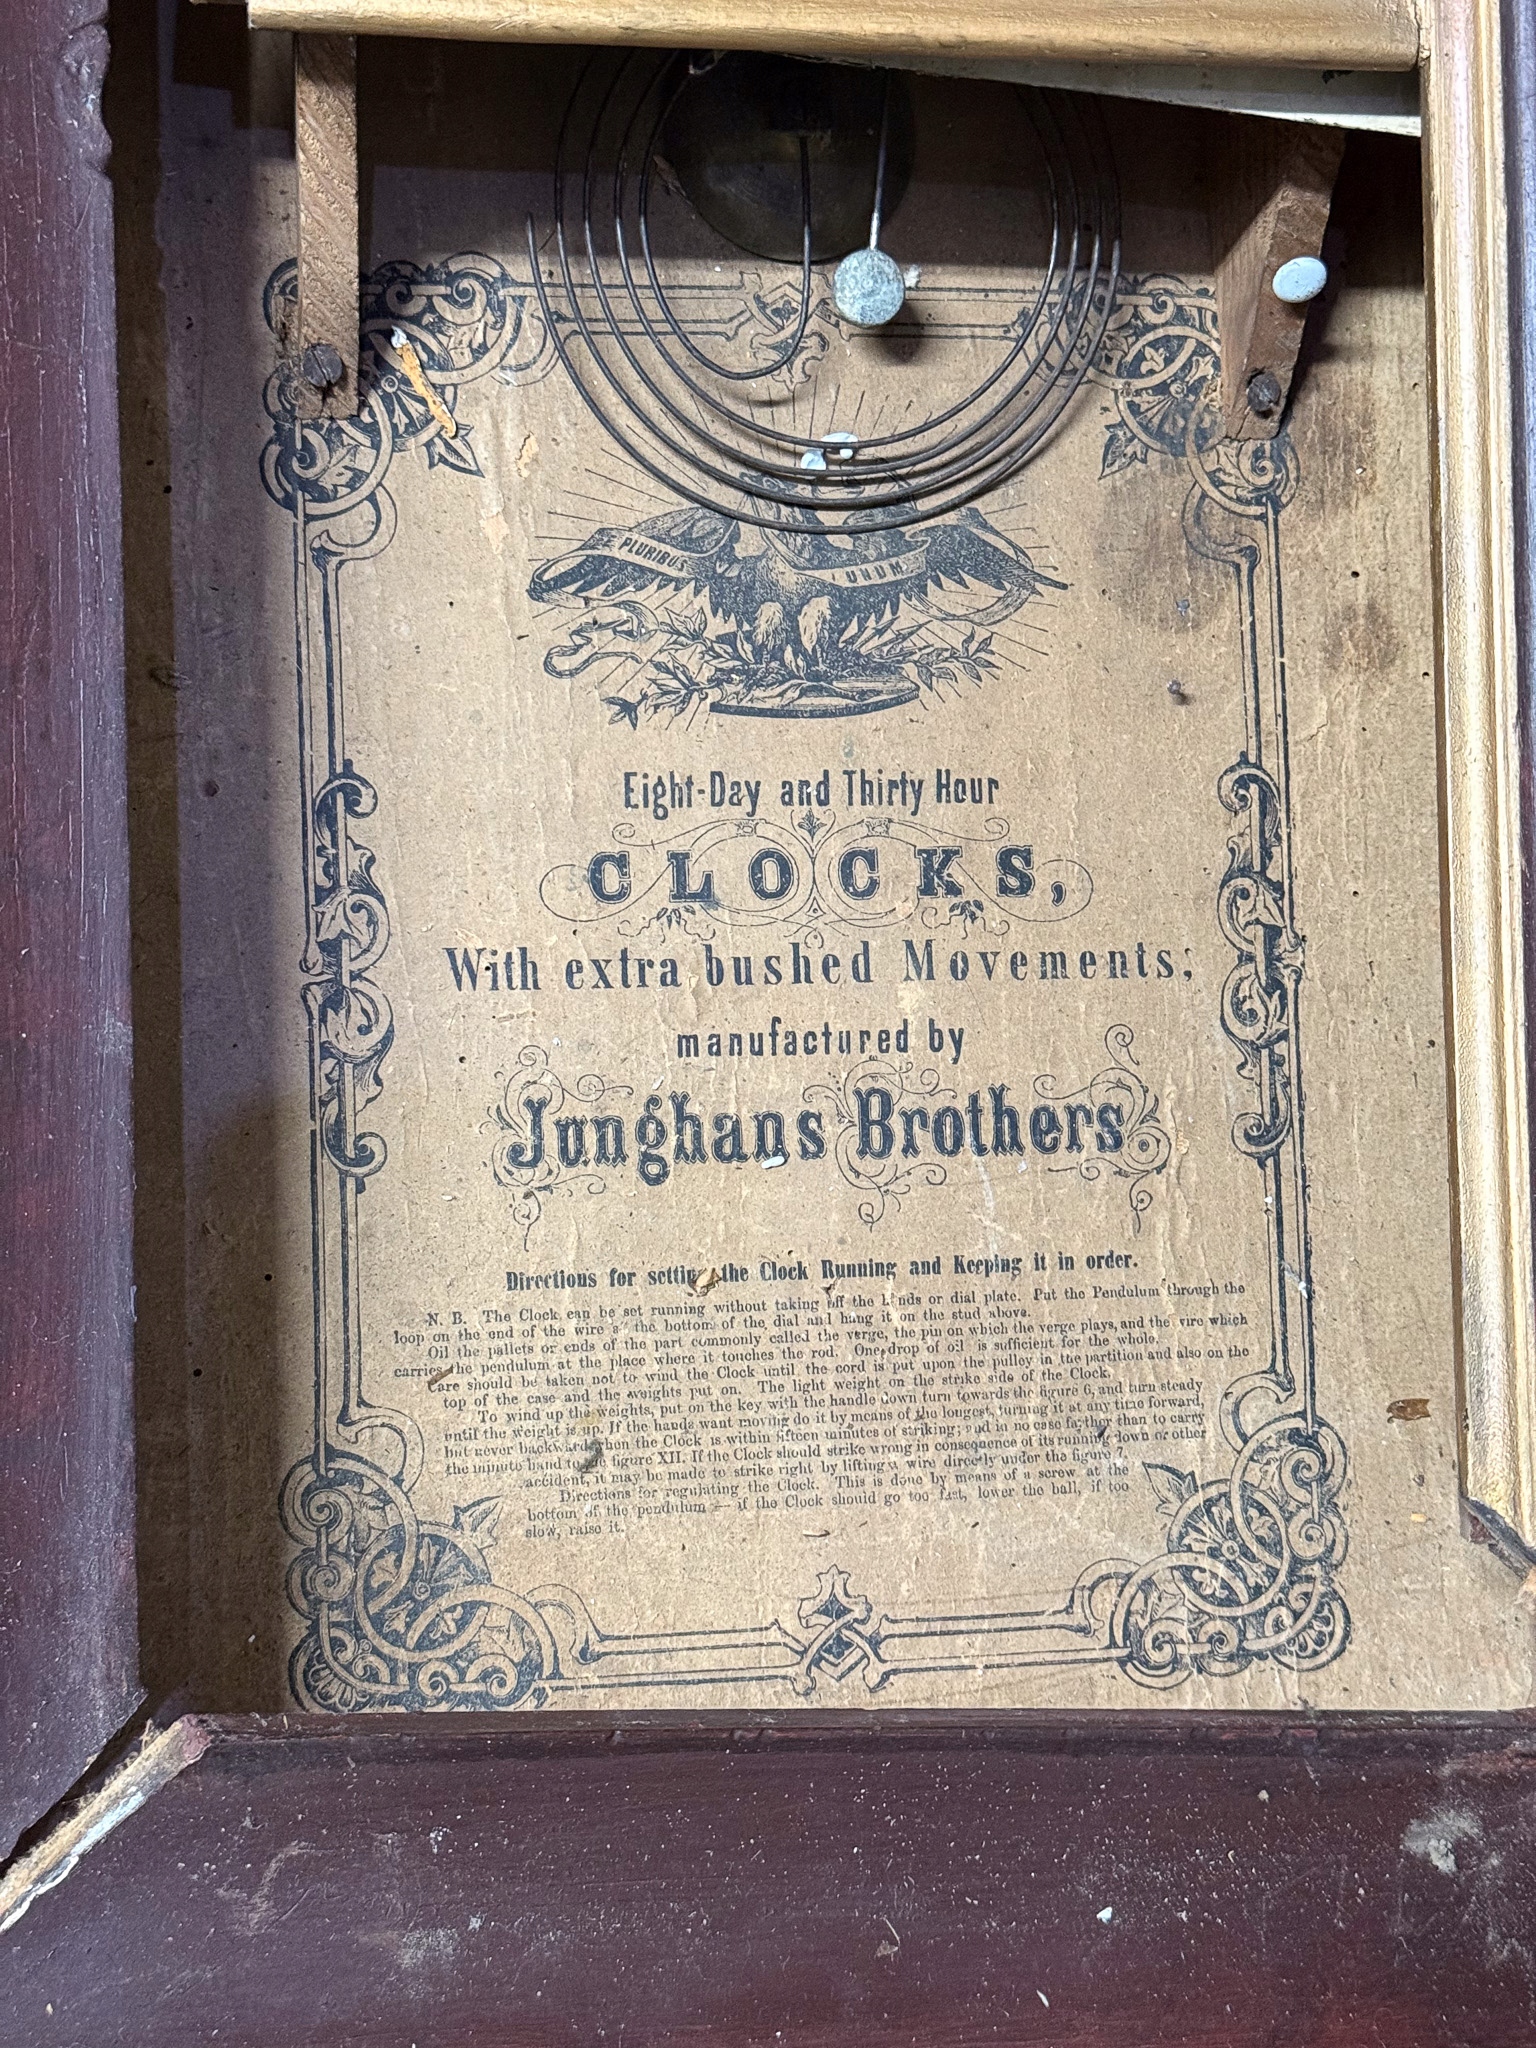 PLURIBUS UNUM
Eight-Day and Thirty Hour
CLOCKS,
With extra bushed Movements,
manufactured by
Junghans Brothers
Directions for setting the Clock Running and Keeping it in order.
N. B. The Clock can be set running without taking off the hands or dial plate. Put the Pendulum through the
loop on the end of the wire at the bottom of the dial and hang it on the stud above.
Oil the pallets or ends of the part commonly called the verge, the pin on which the verge plays, and the wire which
carries the pendulum at the place where it touches the rod. One drop of oil is sufficient for the whole.
Care should be taken not to wind the Clock until the cord is put upon the pulley in the partition and also on the
top of the case and the weights put on. The light weight on the strike side of the Clock.
To wind up the weights, put on the key with the handle down turn towards the figure 6, and turn steady
until the weight is up. If the hands want moving do it by means of the longest, turning it at any time forward,
but never backward when the Clock is within fifteen minutes of striking; and in no case farther than to carry
the minute hand to the figure XII. If the Clock should strike wrong in consequence of its running down or other
accident, it may be made to strike right by lifting a wire directly under the figure 7.
Directions for regulating the Clock. This is done by means of a screw at the
bottom of the pendulum — if the Clock should go too fast, lower the ball, if too
slow, raise it.